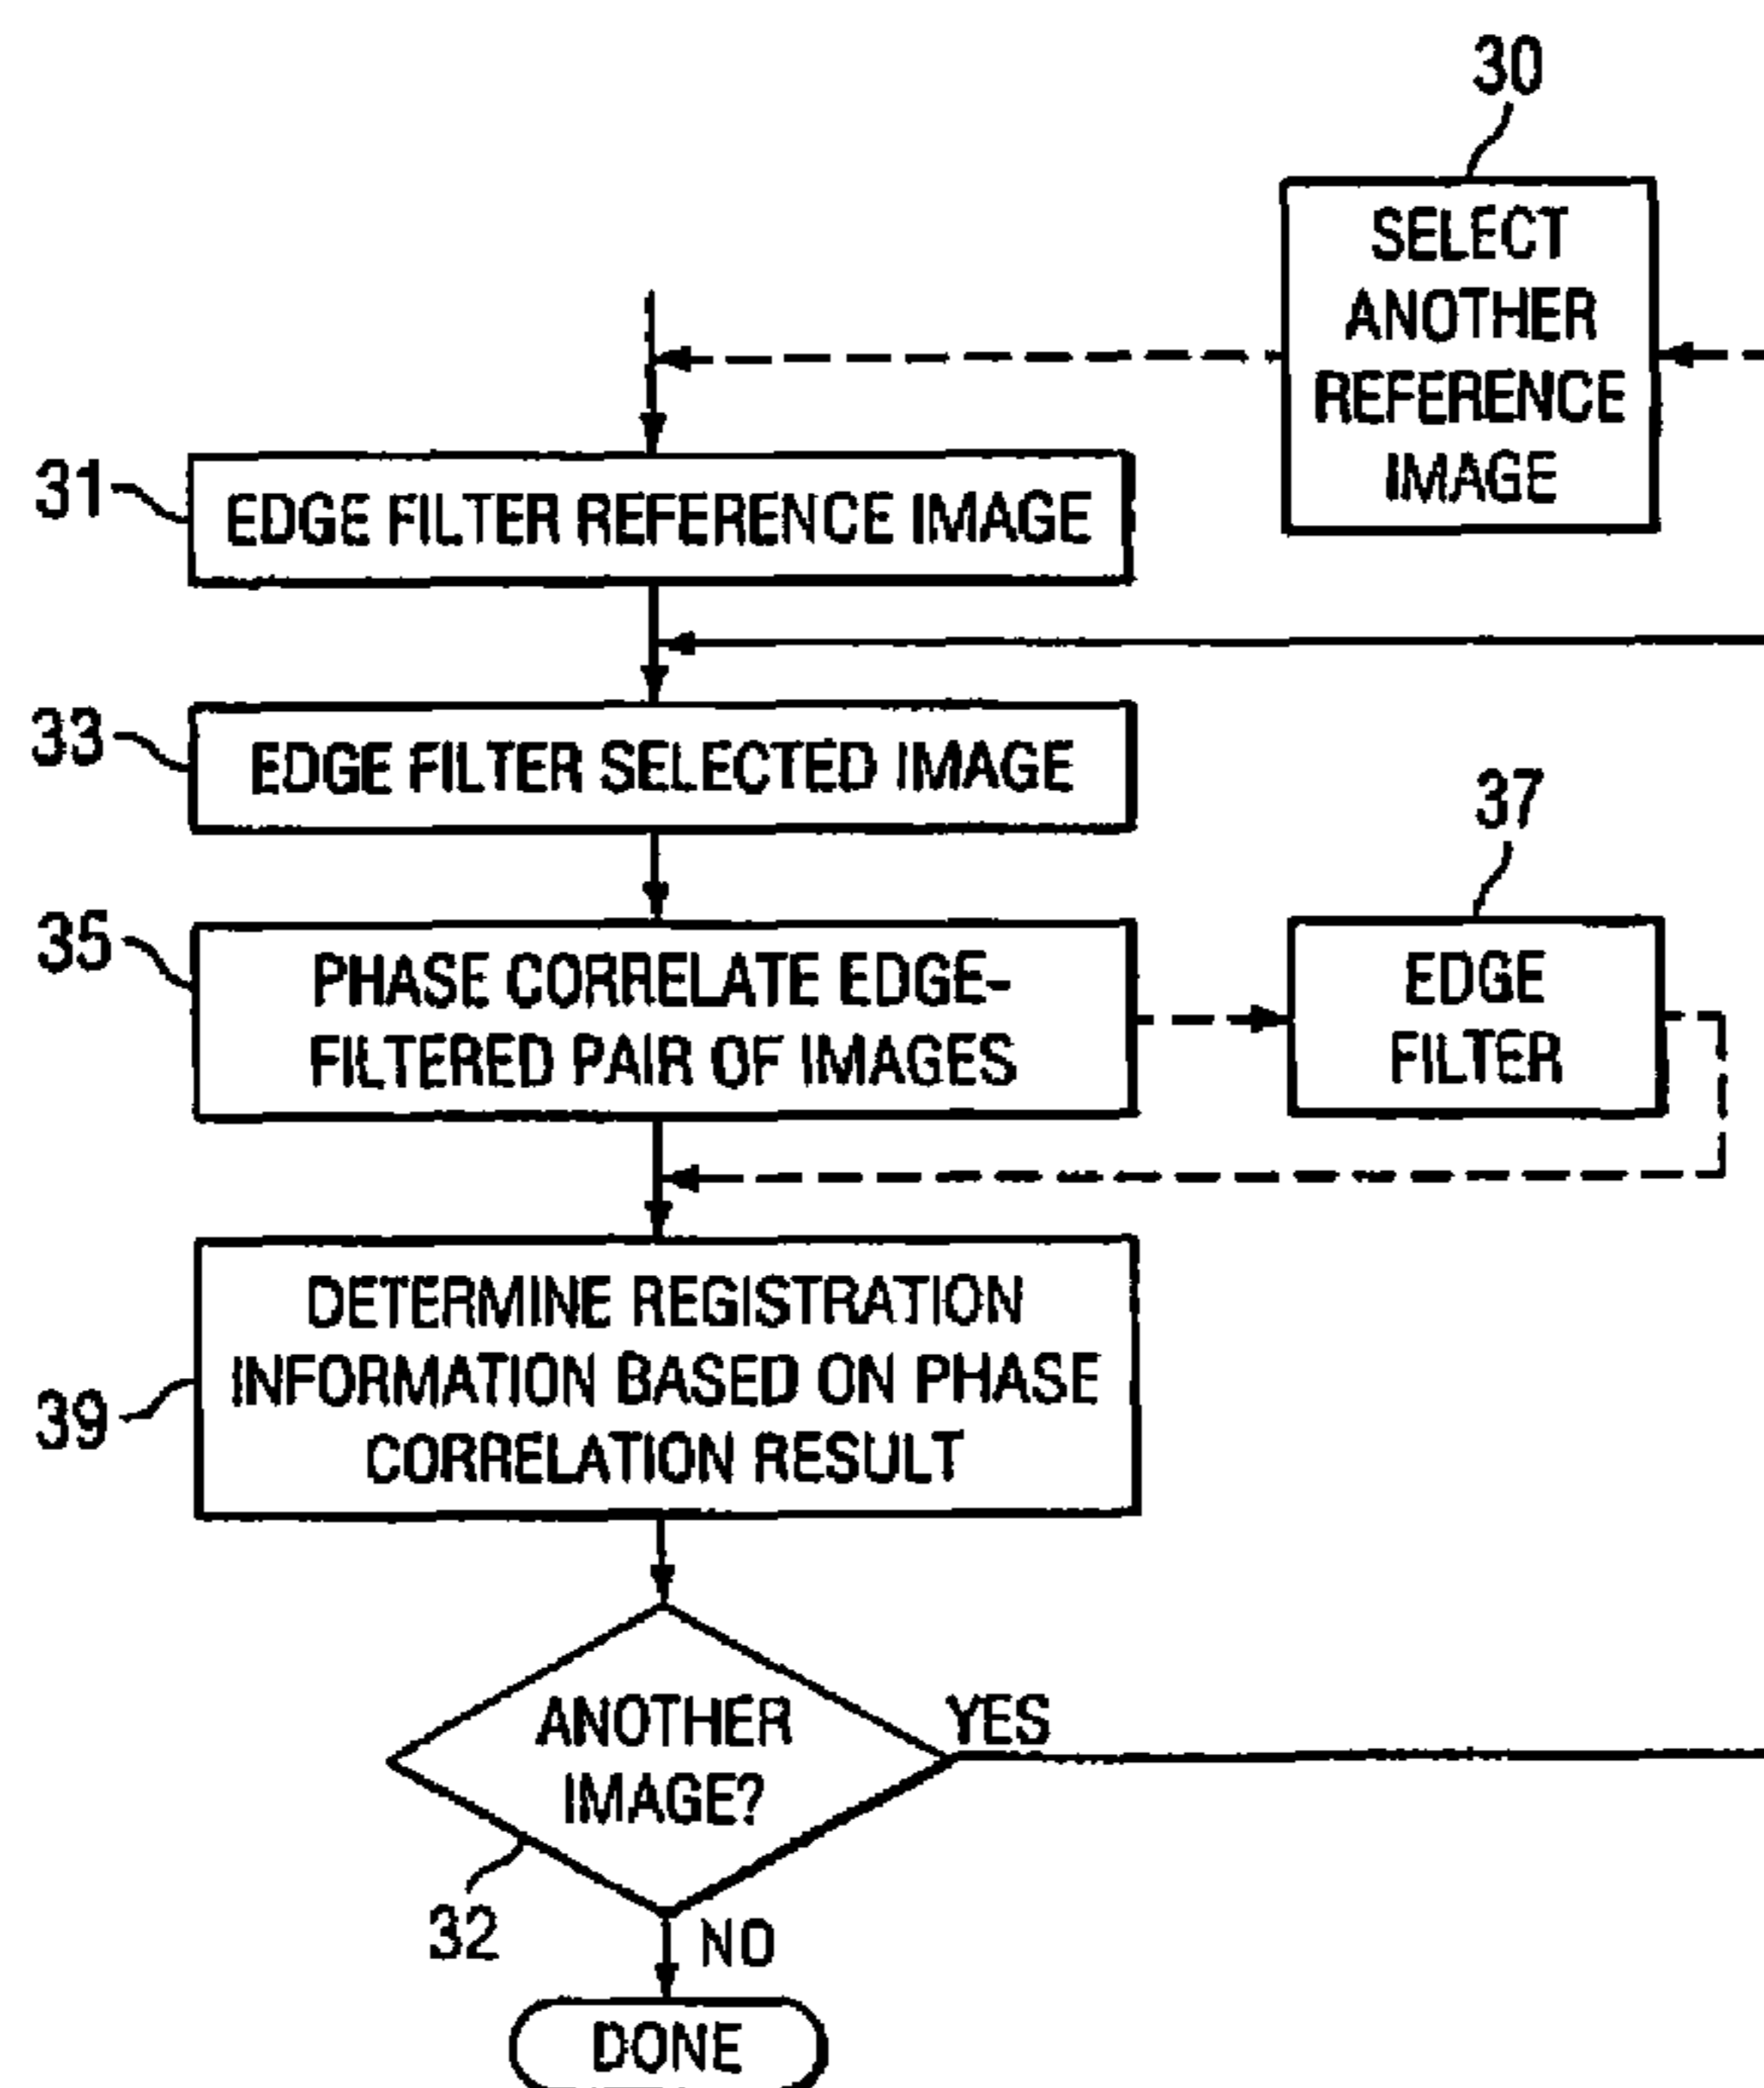 30
SELECT
ANOTHER
REFERENCE
IMAGE
31
EDGE FILTER REFERENCE IMAGE
33
EDGE FILTER SELECTED IMAGE
37
35
PHASE CORRELATE EDGE-
FILTERED PAIR OF IMAGES
EDGE
FILTER
DETERMINE REGISTRATION
INFORMATION BASED ON PHASE
CORRELATION RESULT
39
ANOTHER
IMAGE?
YES
32
NO
DONE